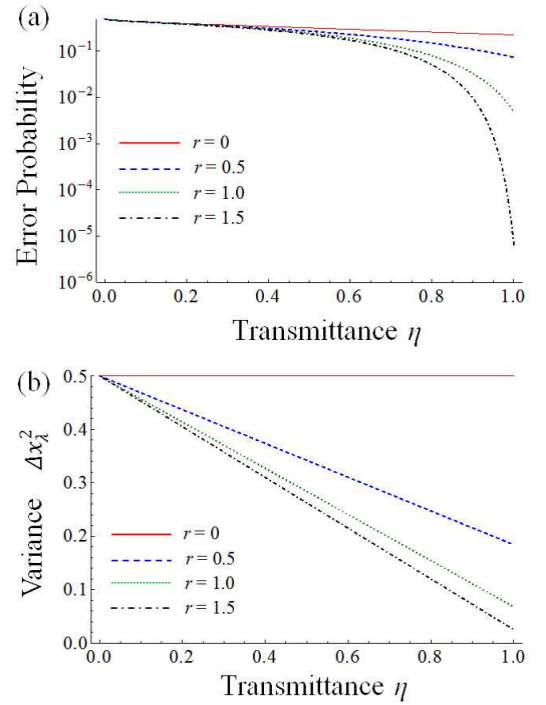 (a)
10⁻¹
10⁻²
10⁻³
10⁻⁴
10⁻⁵
10⁻⁶
Error Probability
r = 0
r = 0.5
r = 1.0
r = 1.5
0.0 0.2 0.4 0.6 0.8 1.0
Transmittance η
(b)
0.5
0.4
0.3
0.2
0.1
0.0
Variance Δx²_λ
r = 0
r = 0.5
r = 1.0
r = 1.5
0.0 0.2 0.4 0.6 0.8 1.0
Transmittance η